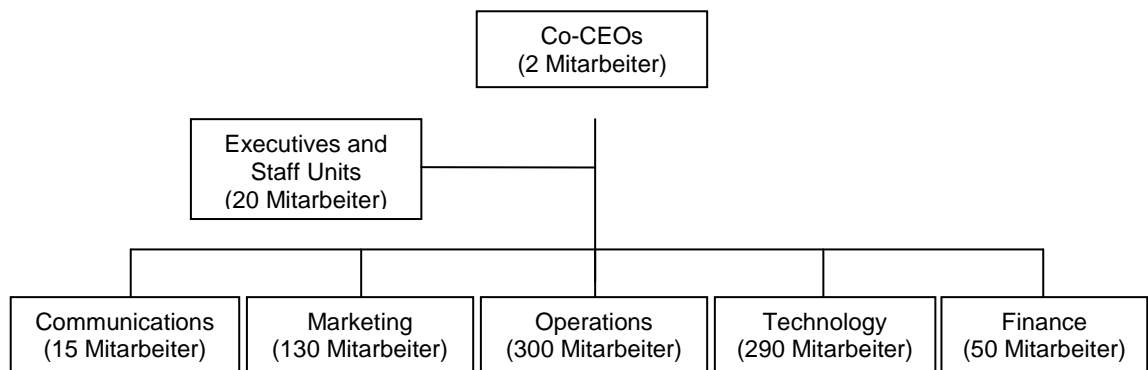 Co-CEOs
(2 Mitarbeiter)
Executives and
Staff Units
(20 Mitarbeiter)
Communications
(15 Mitarbeiter)
Marketing
(130 Mitarbeiter)
Operations
(300 Mitarbeiter)
Technology
(290 Mitarbeiter)
Finance
(50 Mitarbeiter)